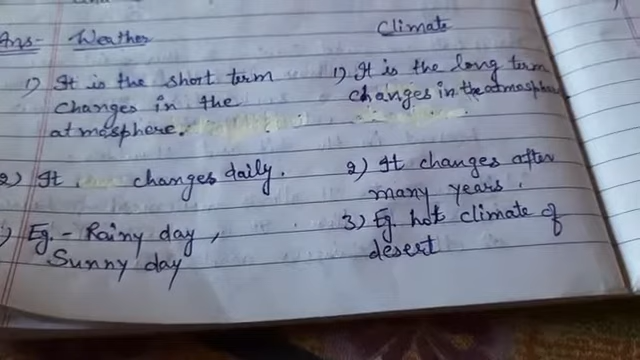 Ans- Weather
1) It is the short term
changes in the
atmosphere.
2) It changes daily.
) Eg. - Rainy day,
Sunny day
Climate
1) It is the long term
changes in the atmosphere
2) It changes after
many years.
3) Eg. hot climate of
desert